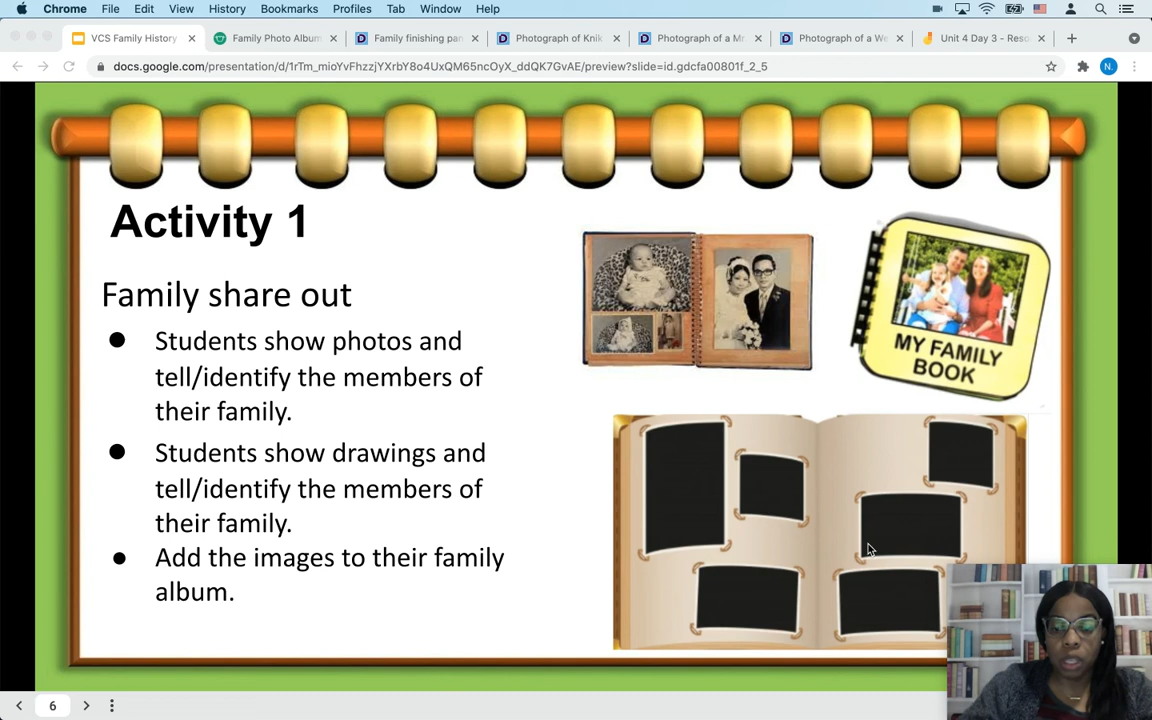 Chrome File Edit View History Bookmarks Profiles Tab Window Help
VCS Family History Family Photo Album Family finishing pan Photograph of Knik Photograph of a Mr Photograph of a We Unit 4 Day 3 - Reso
docs.google.com/presentation/d/1rTm_mioYvFhzzjYXrbY8o4UxQM65ncOyX_ddQK7GvAE/preview?slide=id.gdcfa00801f_2_5
N.
Activity 1
Family share out
● Students show photos and
tell/identify the members of
their family.
● Students show drawings and
tell/identify the members of
their family.
● Add the images to their family
album.
MY FAMILY
BOOK
6